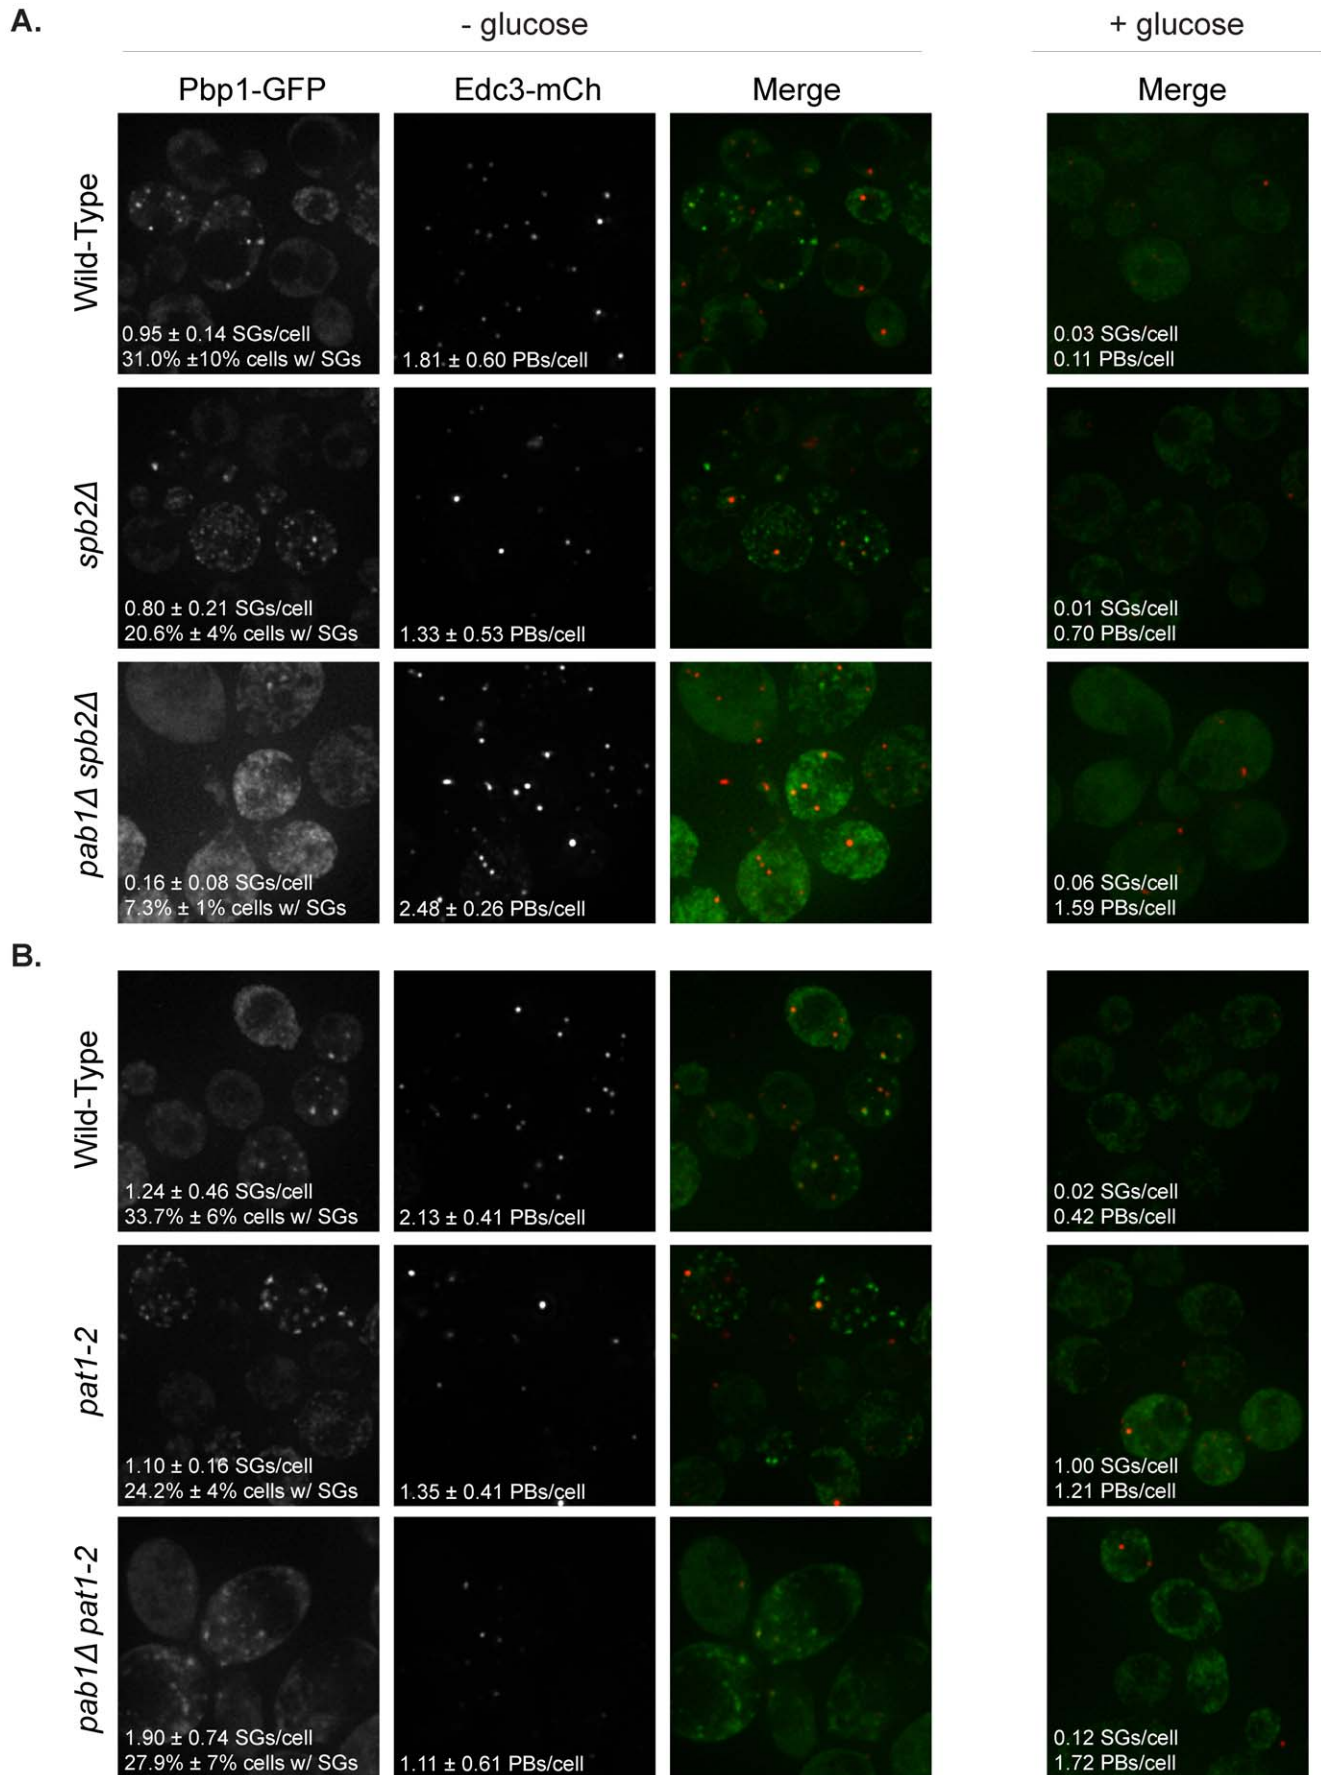 A.
- glucose
+ glucose
Pbp1-GFP
Edc3-mCh
Merge
Merge
Wild-Type
0.95 ± 0.14 SGs/cell
31.0% ±10% cells w/ SGs
1.81 ± 0.60 PBs/cell
0.03 SGs/cell
0.11 PBs/cell
spb2Δ
0.80 ± 0.21 SGs/cell
20.6% ± 4% cells w/ SGs
1.33 ± 0.53 PBs/cell
0.01 SGs/cell
0.70 PBs/cell
pab1Δ spb2Δ
0.16 ± 0.08 SGs/cell
7.3% ± 1% cells w/ SGs
2.48 ± 0.26 PBs/cell
0.06 SGs/cell
1.59 PBs/cell
B.
Wild-Type
1.24 ± 0.46 SGs/cell
33.7% ± 6% cells w/ SGs
2.13 ± 0.41 PBs/cell
0.02 SGs/cell
0.42 PBs/cell
pat1-2
1.10 ± 0.16 SGs/cell
24.2% ± 4% cells w/ SGs
1.35 ± 0.41 PBs/cell
1.00 SGs/cell
1.21 PBs/cell
pab1Δ pat1-2
1.90 ± 0.74 SGs/cell
27.9% ± 7% cells w/ SGs
1.11 ± 0.61 PBs/cell
0.12 SGs/cell
1.72 PBs/cell